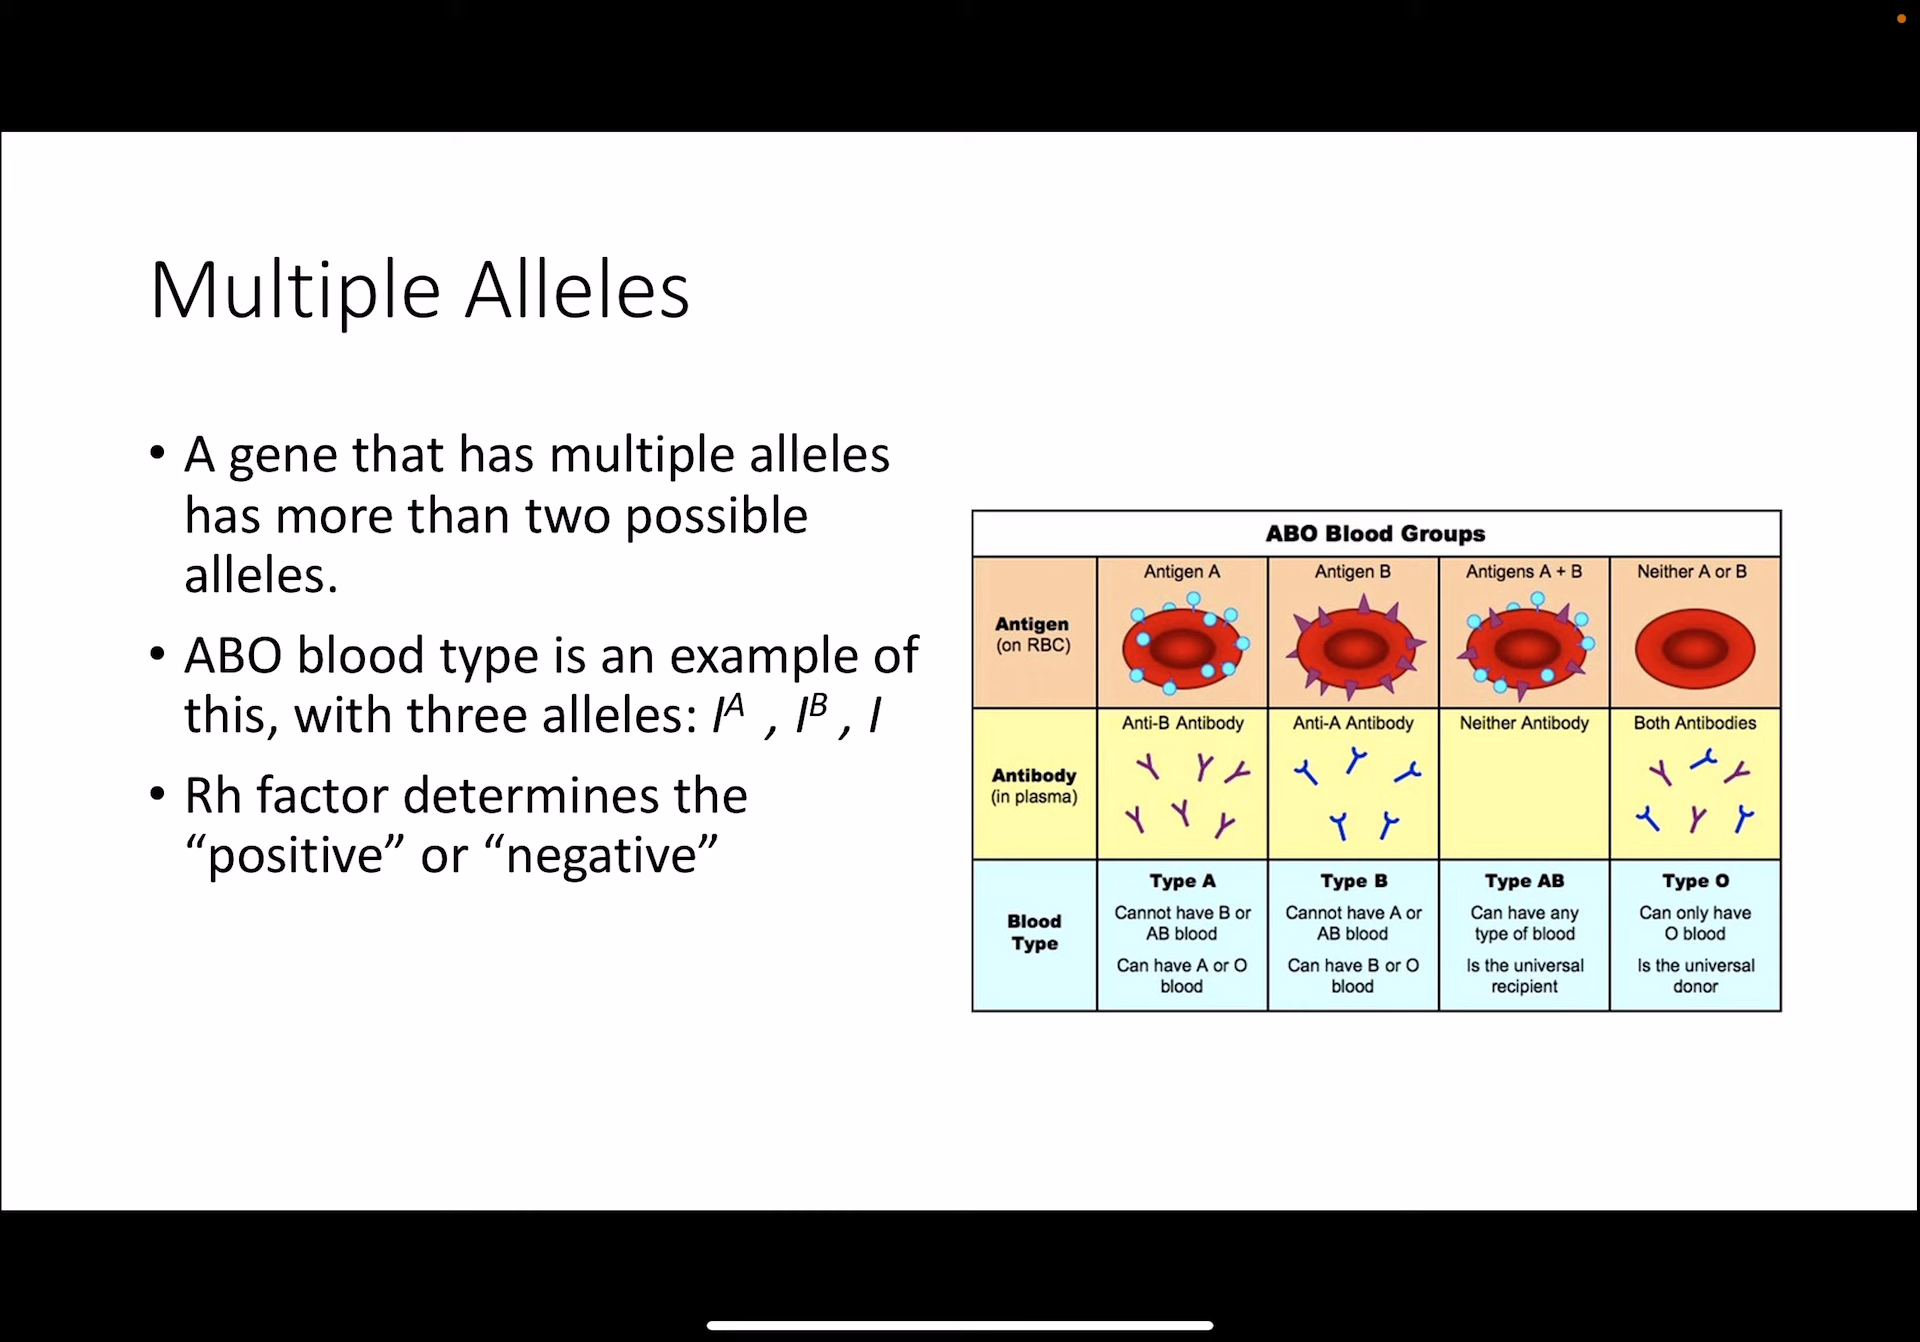 Multiple Alleles
• A gene that has multiple alleles
has more than two possible
alleles.
• ABO blood type is an example of
this, with three alleles: Iᴬ , Iᴮ , I
• Rh factor determines the
“positive” or “negative”
ABO Blood Groups
Antigen
(on RBC)
Antigen A
Antigen B
Antigens A + B
Neither A or B
Antibody
(in plasma)
Anti-B Antibody
Anti-A Antibody
Neither Antibody
Both Antibodies
Blood
Type
Type A
Cannot have B or
AB blood
Can have A or O
blood
Type B
Cannot have A or
AB blood
Can have B or O
blood
Type AB
Can have any
type of blood
Is the universal
recipient
Type O
Can only have
O blood
Is the universal
donor